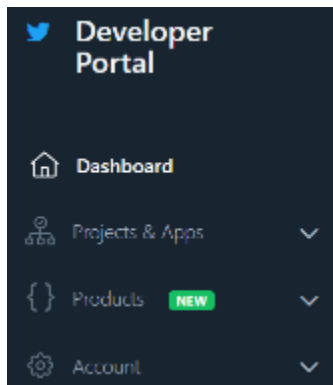 Developer
Portal
Dashboard
Projects & Apps
Products NEW
Account